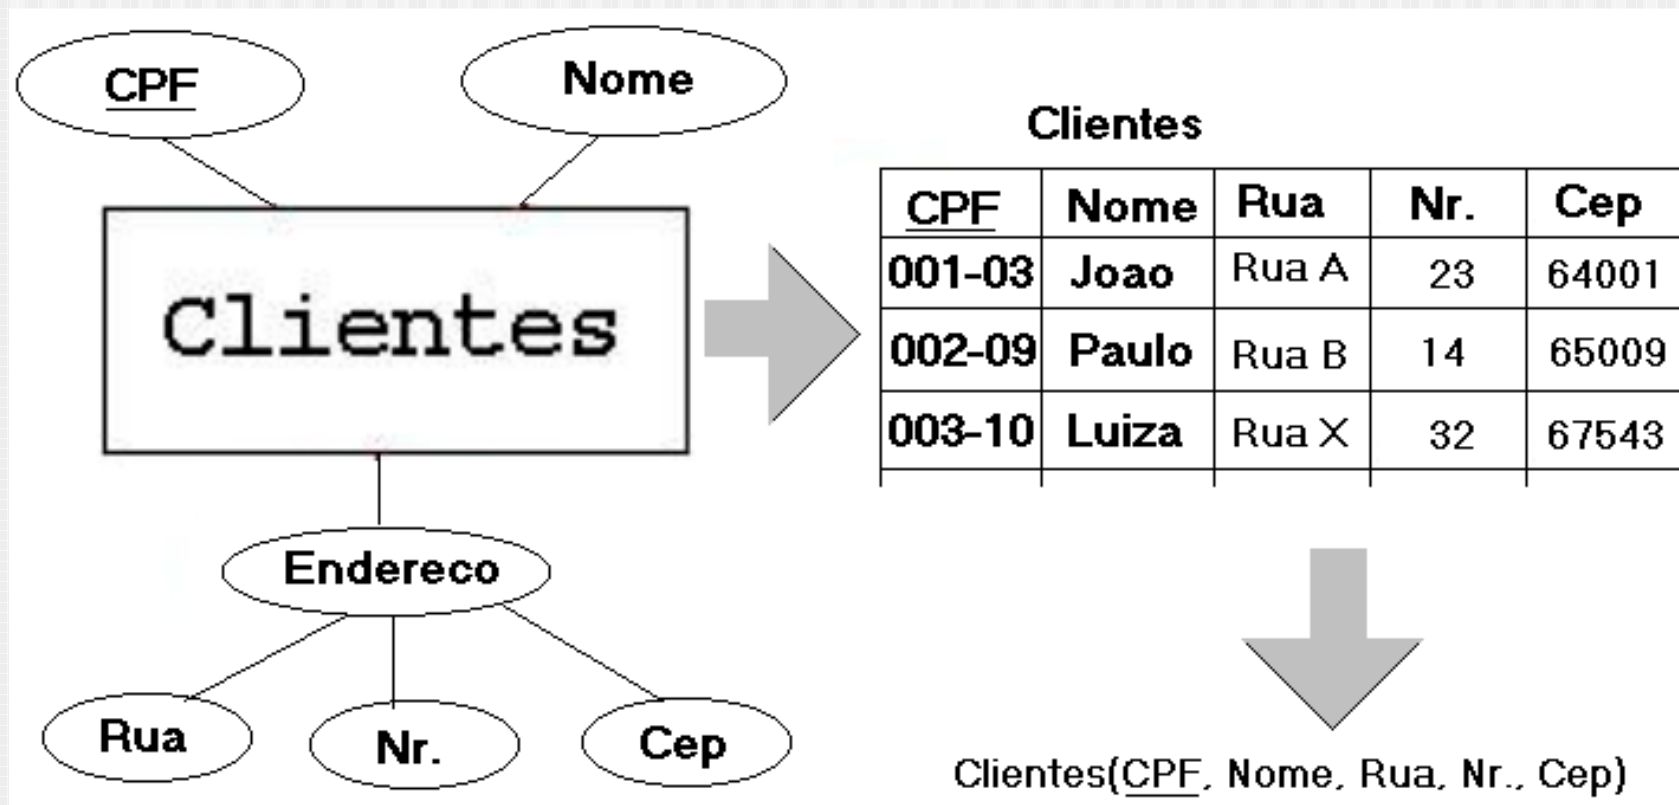 CPF
Nome
Clientes
Endereco
Rua
Nr.
Cep
Clientes
CPF Nome Rua Nr. Cep
001-03 Joao Rua A 23 64001
002-09 Paulo Rua B 14 65009
003-10 Luiza Rua X 32 67543
Clientes(CPF, Nome, Rua, Nr., Cep)